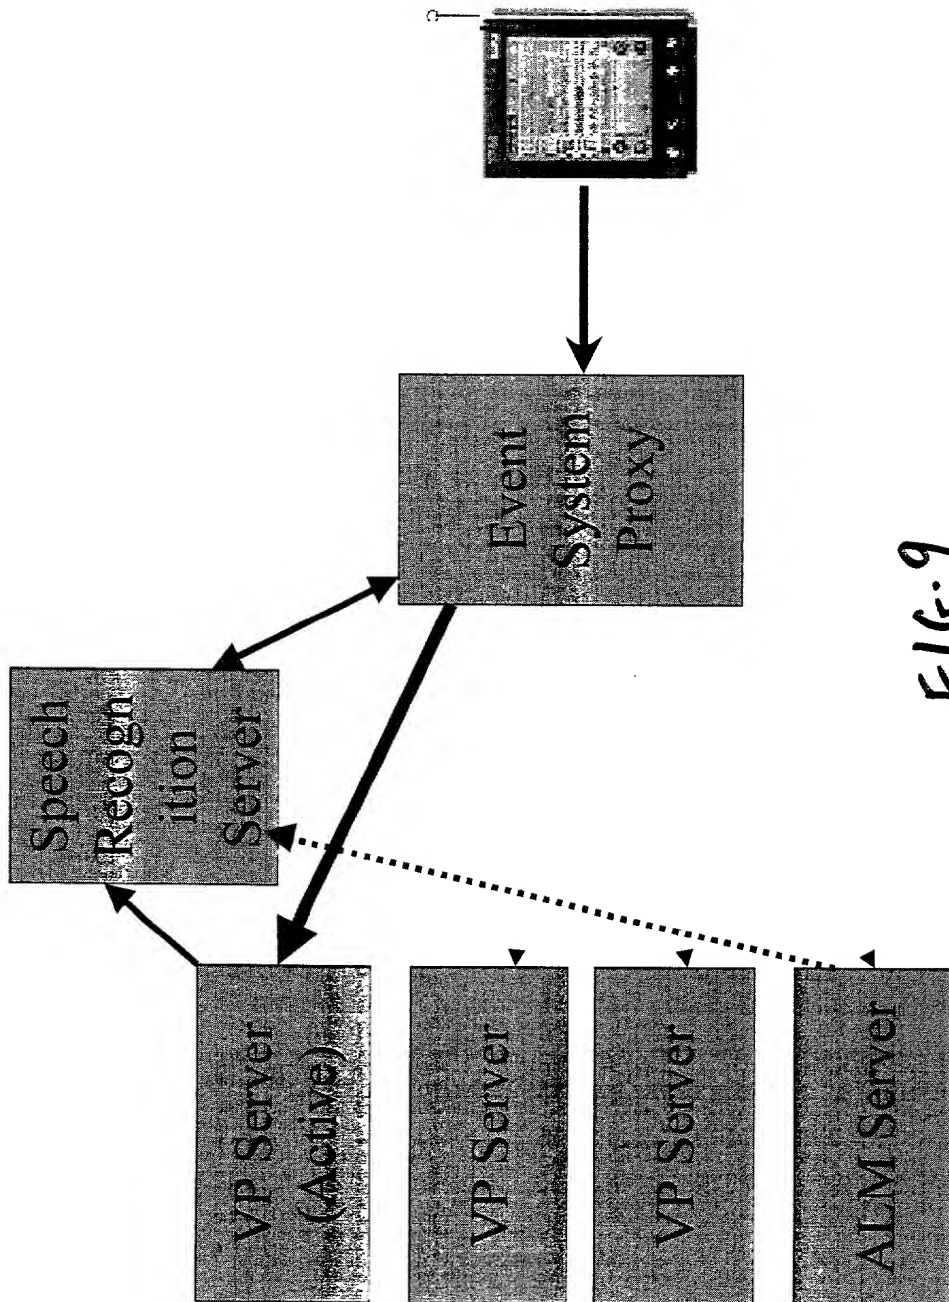 Speech
Recogn
ition
Server
Event
System
Proxy
VP Server
(Active)
VP Server
VP Server
ALM Server
FIG. 9